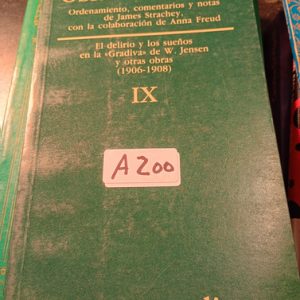 Ordenamiento, comentarios y notas
de James Strachey,
con la colaboración de Anna Freud
El delirio y los sueños
en la «Gradiva» de W. Jensen
y otras obras
(1906-1908)
IX
A200